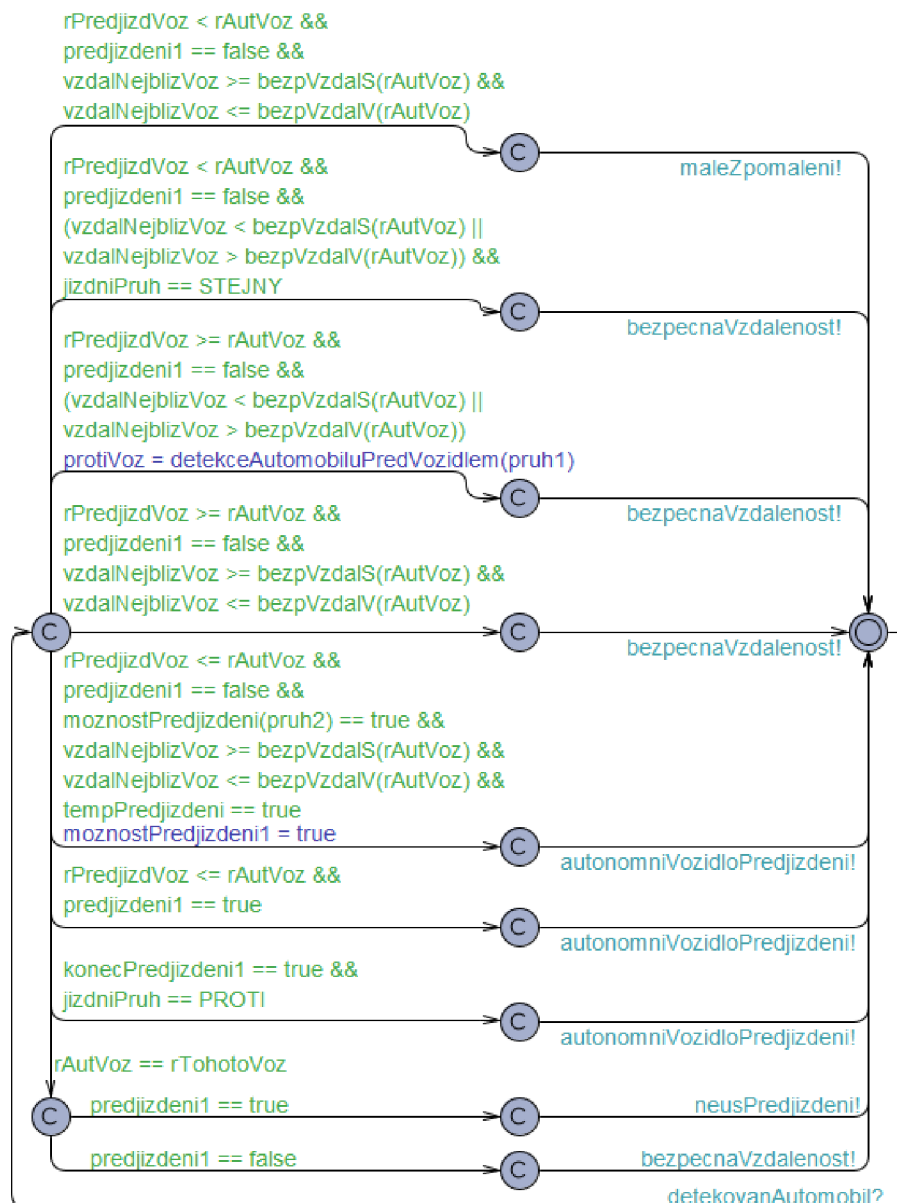 rPredjizdVoz < rAutVoz &&
predjizdeni1 == false &&
vzdalNejblizVoz >= bezpVzdalS(rAutVoz) &&
vzdalNejblizVoz <= bezpVzdalV(rAutVoz)
C
maleZpomaleni!
rPredjizdVoz < rAutVoz &&
predjizdeni1 == false &&
(vzdalNejblizVoz < bezpVzdalS(rAutVoz) ||
vzdalNejblizVoz > bezpVzdalV(rAutVoz)) &&
jizdniPruh == STEJNY
C
bezpecnaVzdalenost!
rPredjizdVoz >= rAutVoz &&
predjizdeni1 == false &&
(vzdalNejblizVoz < bezpVzdalS(rAutVoz) ||
vzdalNejblizVoz > bezpVzdalV(rAutVoz))
protiVoz = detekceAutomobiluPredVozidlem(pruh1)
C
bezpecnaVzdalenost!
rPredjizdVoz >= rAutVoz &&
predjizdeni1 == false &&
vzdalNejblizVoz >= bezpVzdalS(rAutVoz) &&
vzdalNejblizVoz <= bezpVzdalV(rAutVoz)
C
C
bezpecnaVzdalenost!
rPredjizdVoz <= rAutVoz &&
predjizdeni1 == false &&
moznostPredjizdeni(pruh2) == true &&
vzdalNejblizVoz >= bezpVzdalS(rAutVoz) &&
vzdalNejblizVoz <= bezpVzdalV(rAutVoz) &&
tempPredjizdeni == true
moznostPredjizdeni1 = true
C
autonomniVozidloPredjizdeni!
rPredjizdVoz <= rAutVoz &&
predjizdeni1 == true
C
autonomniVozidloPredjizdeni!
konecPredjizdeni1 == true &&
jizdniPruh == PROTI
C
autonomniVozidloPredjizdeni!
rAutVoz == rTohotoVoz
C
predjizdeni1 == true
C
neusPredjizdeni!
predjizdeni1 == false
C
bezpecnaVzdalenost!
detekovanAutomobil?